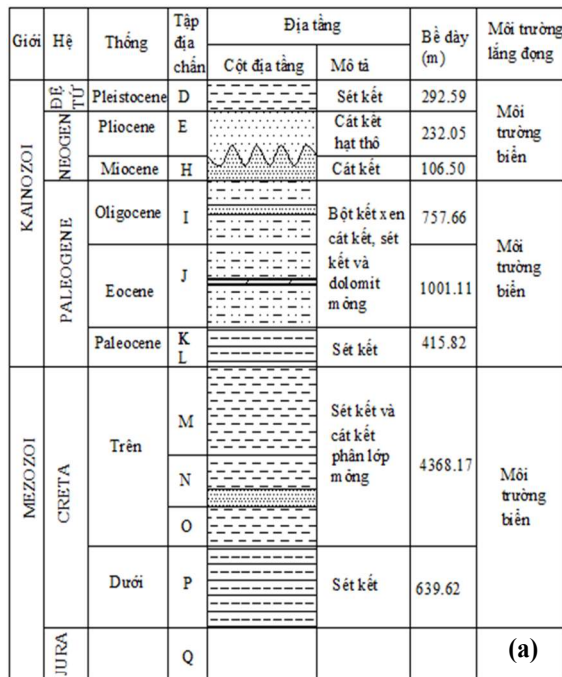 Giới
Hệ
Thống
Tập
địa
chấn
Địa tầng
Cột địa tầng
Mô tả
Bề dày
(m)
Môi trường
lắng đọng
KAINOZOI
ĐỆ
TỨ
Pleistocene
D
Sét kết
292.59
Môi
trường
biển
NEOGEN
Pliocene
E
Cát kêt
hạt thô
232.05
Miocene
H
Cát kết
106.50
PALEOGENE
Oligocene
I
Bột kết xen
cát kết, sét
kết và
dolomit
mỏng
757.66
Môi
trường
biển
Eocene
J
1001.11
Paleocene
K
L
Sét kết
415.82
MEZOZOI
CRETA
Trên
M
N
O
Sét kết và
cát kết
phân lớp
mỏng
4368.17
Môi
trường
biển
Dưới
P
Sét kết
639.62
JURA
Q
(a)